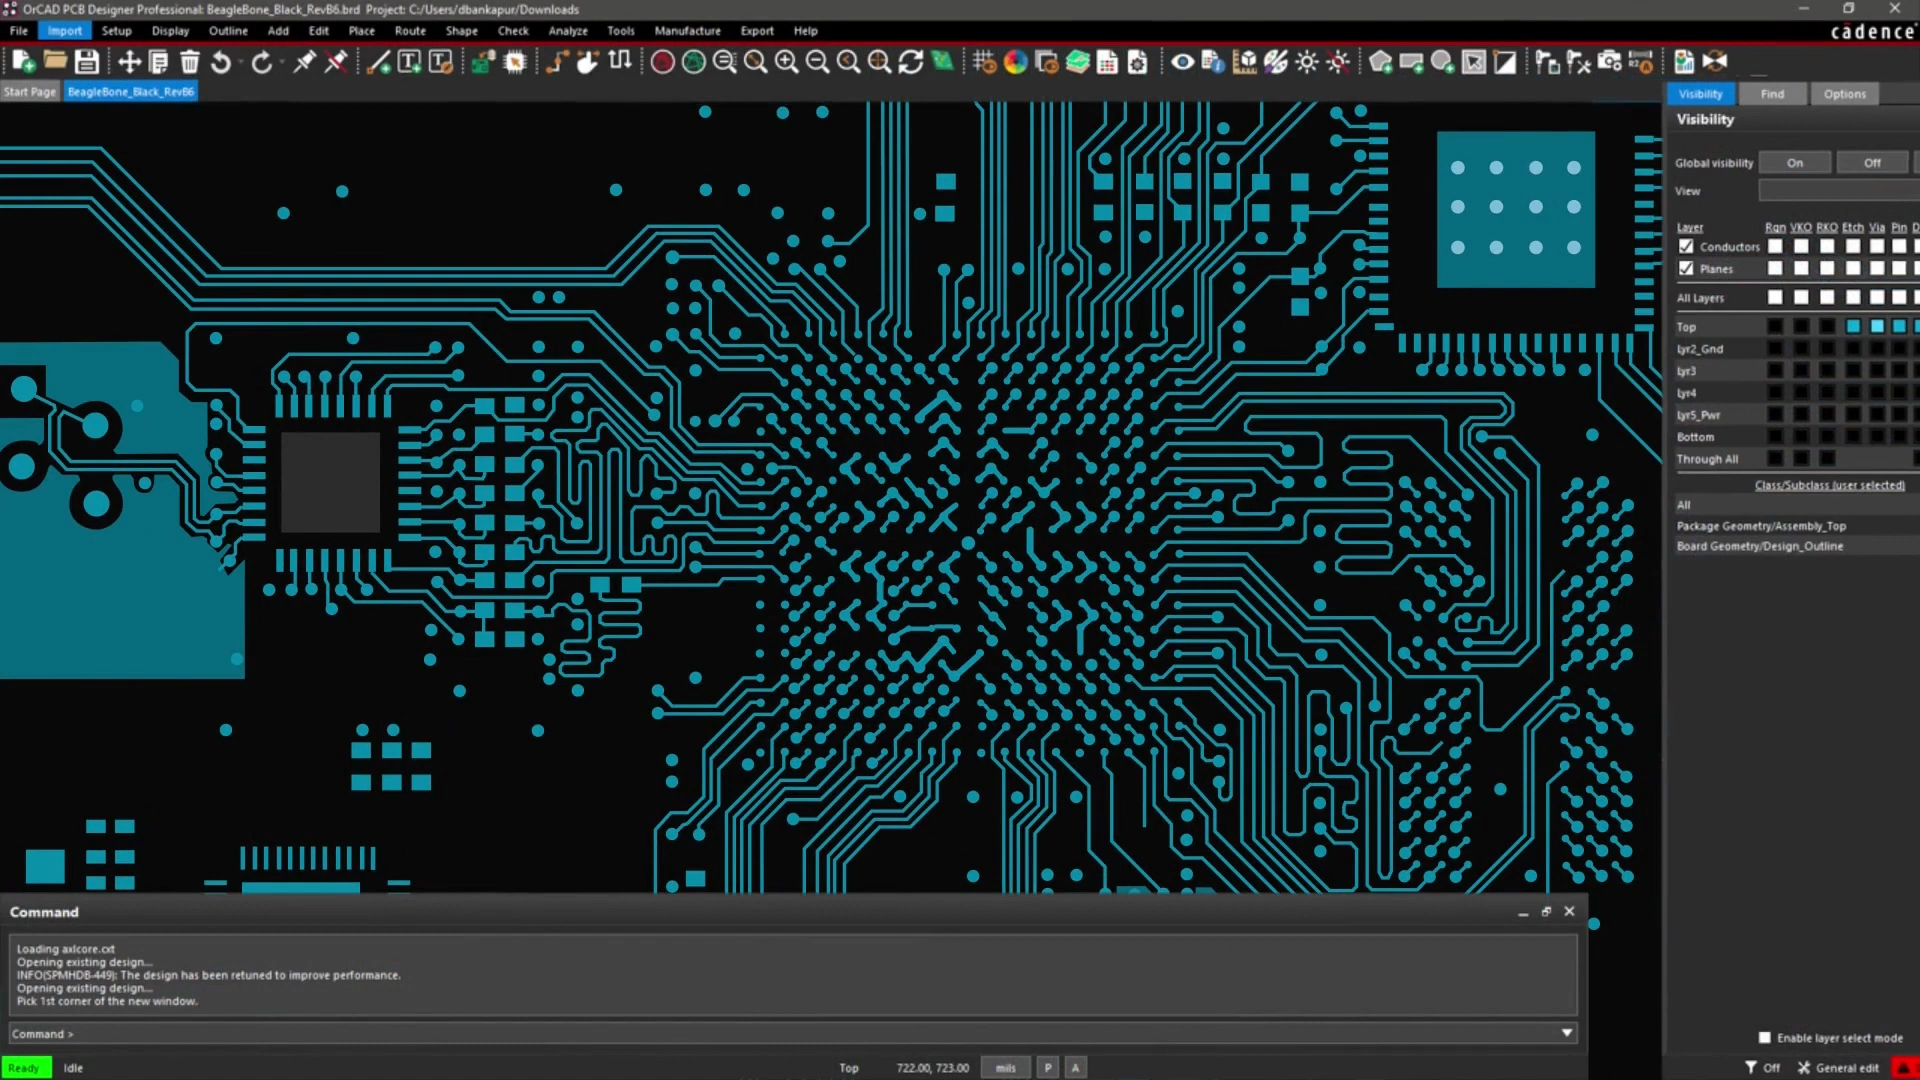 OrCAD PCB Designer Professional: BeagleBone_Black_RevB6.brd Project: C:/Users/dbankapur/Downloads
File Import Setup Display Outline Add Edit Place Route Shape Check Analyze Tools Manufacture Export Help
cādence
Start Page BeagleBone_Black_RevB6
Visibility Find Options
Visibility
Global visibility On Off
View
Layer Rgn VKO RKO Etch Via Pin D
Conductors
Planes
All Layers
Top
Lyr2_Gnd
Lyr3
Lyr4
Lyr5_Pwr
Bottom
Through All
Class/Subclass (user selected)
All
Package Geometry/Assembly_Top
Board Geometry/Design_Outline
Command
Loading axlcore.cxt
Opening existing design...
INFO(SPMHDB-449): The design has been retuned to improve performance.
Opening existing design...
Pick 1st corner of the new window.
Command >
Enable layer select mode
Ready Idle Top 722.00, 723.00 mils P A Off General edit